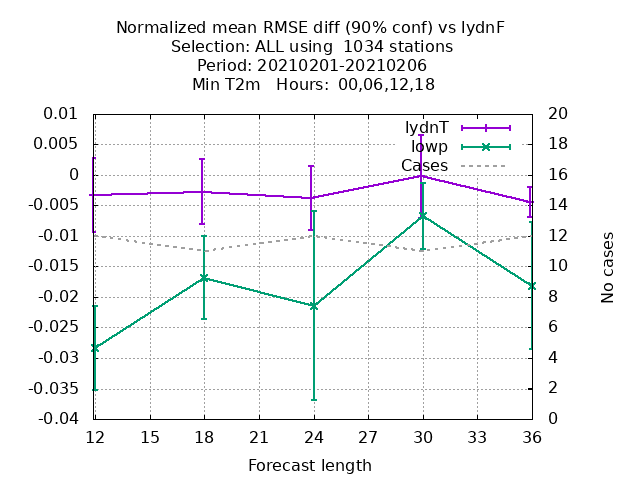 Normalized mean RMSE diff (90% conf) vs IydnF
Selection: ALL using  1034 stations
Period: 20210201-20210206
Min T2m   Hours:  00,06,12,18
IydnT
lowp
Cases
0.01
0.005
0
-0.005
-0.01
-0.015
-0.02
-0.025
-0.03
-0.035
-0.04
20
18
16
14
12
10
8
6
4
2
0
No cases
12 15 18 21 24 27 30 33 36
Forecast length